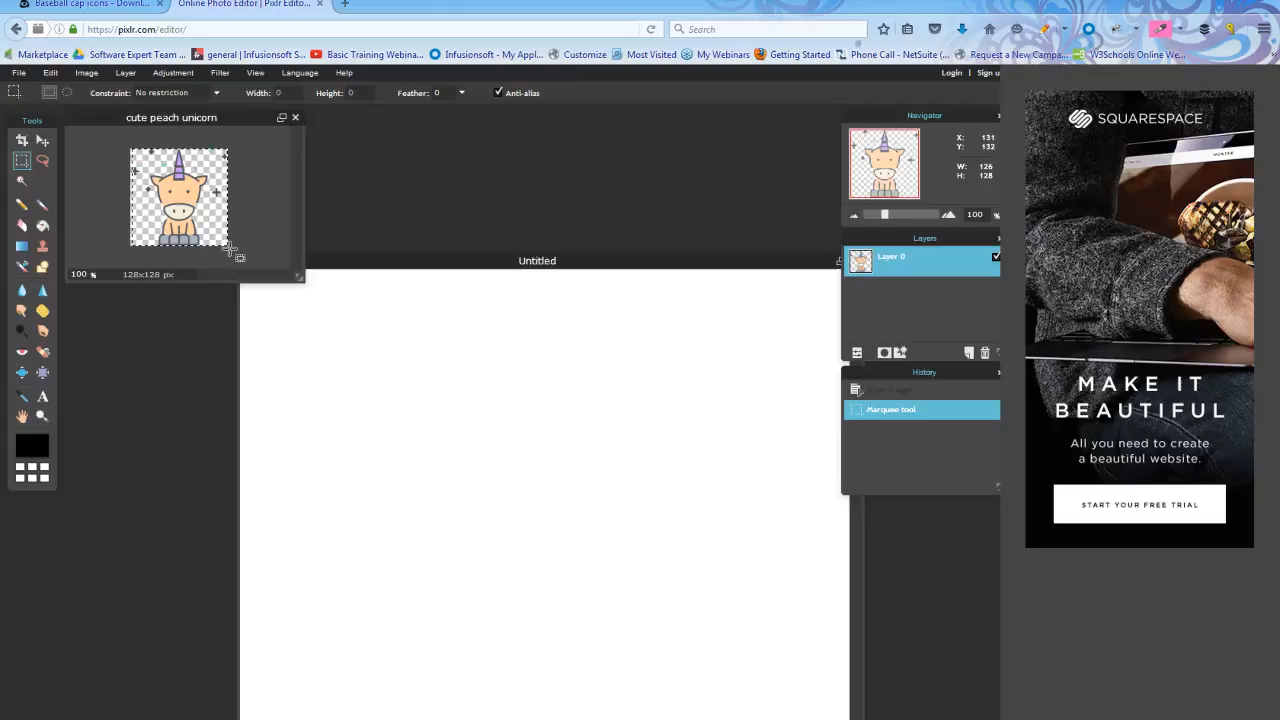 Baseball cap icons - Downl...
Online Photo Editor | Pixlr Edito...
https://pixlr.com/editor/
Search
Marketplace
Software Expert Team ...
general | Infusionsoft ...
Basic Training Webina...
Infusionsoft - My Appl...
Customize
Most Visited
My Webinars
Getting Started
Phone Call - NetSuite (...
Request a New Campa...
W3Schools Online We...
File Edit Image Layer Adjustment Filter View Language Help
Login | Sign u
Constraint: No restriction Width: 0 Height: 0 Feather: 0 Anti-alias
Tools
cute peach unicorn
100 % 128x128 px
Untitled
Navigator
X: 131
Y: 132
W: 126
H: 128
100 %
Layers
Layer 0
History
Marquee tool
SQUARESPACE
MAKE IT
BEAUTIFUL
All you need to create
a beautiful website.
START YOUR FREE TRIAL